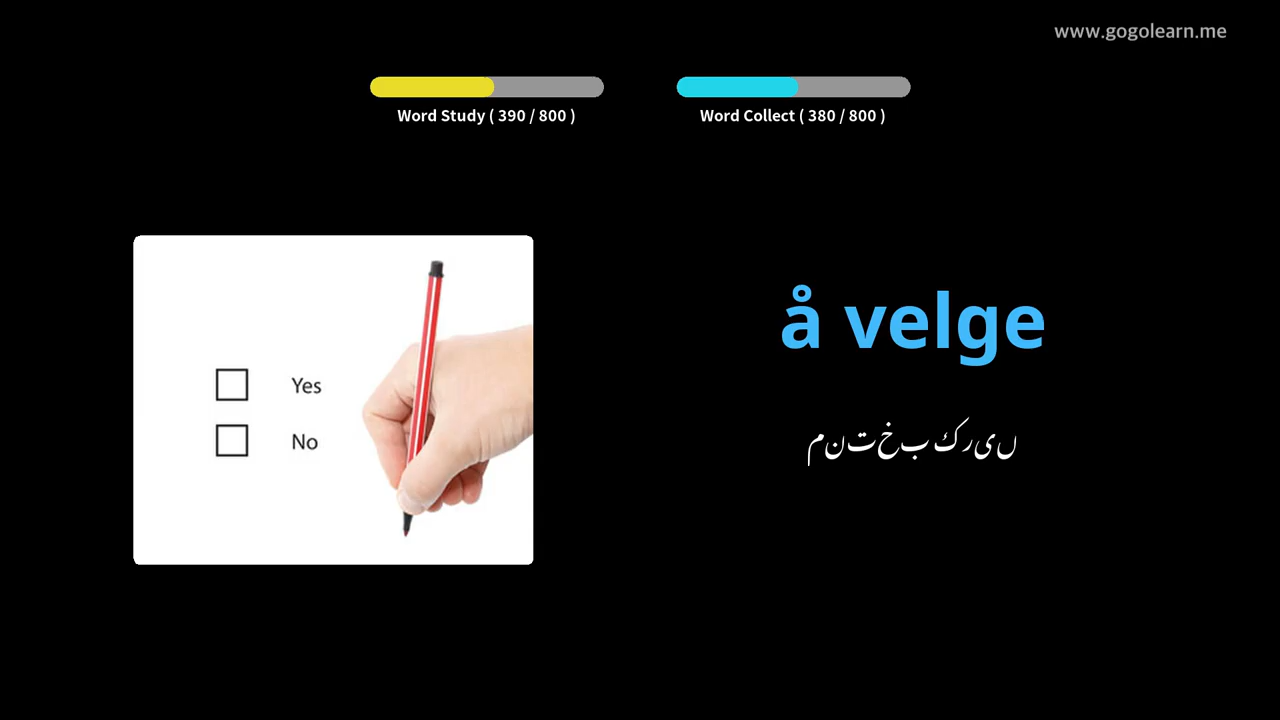 www.gogolearn.me
Word Study ( 390 / 800 )
Word Collect ( 380 / 800 )
å velge
منتخب کریں
Yes
No